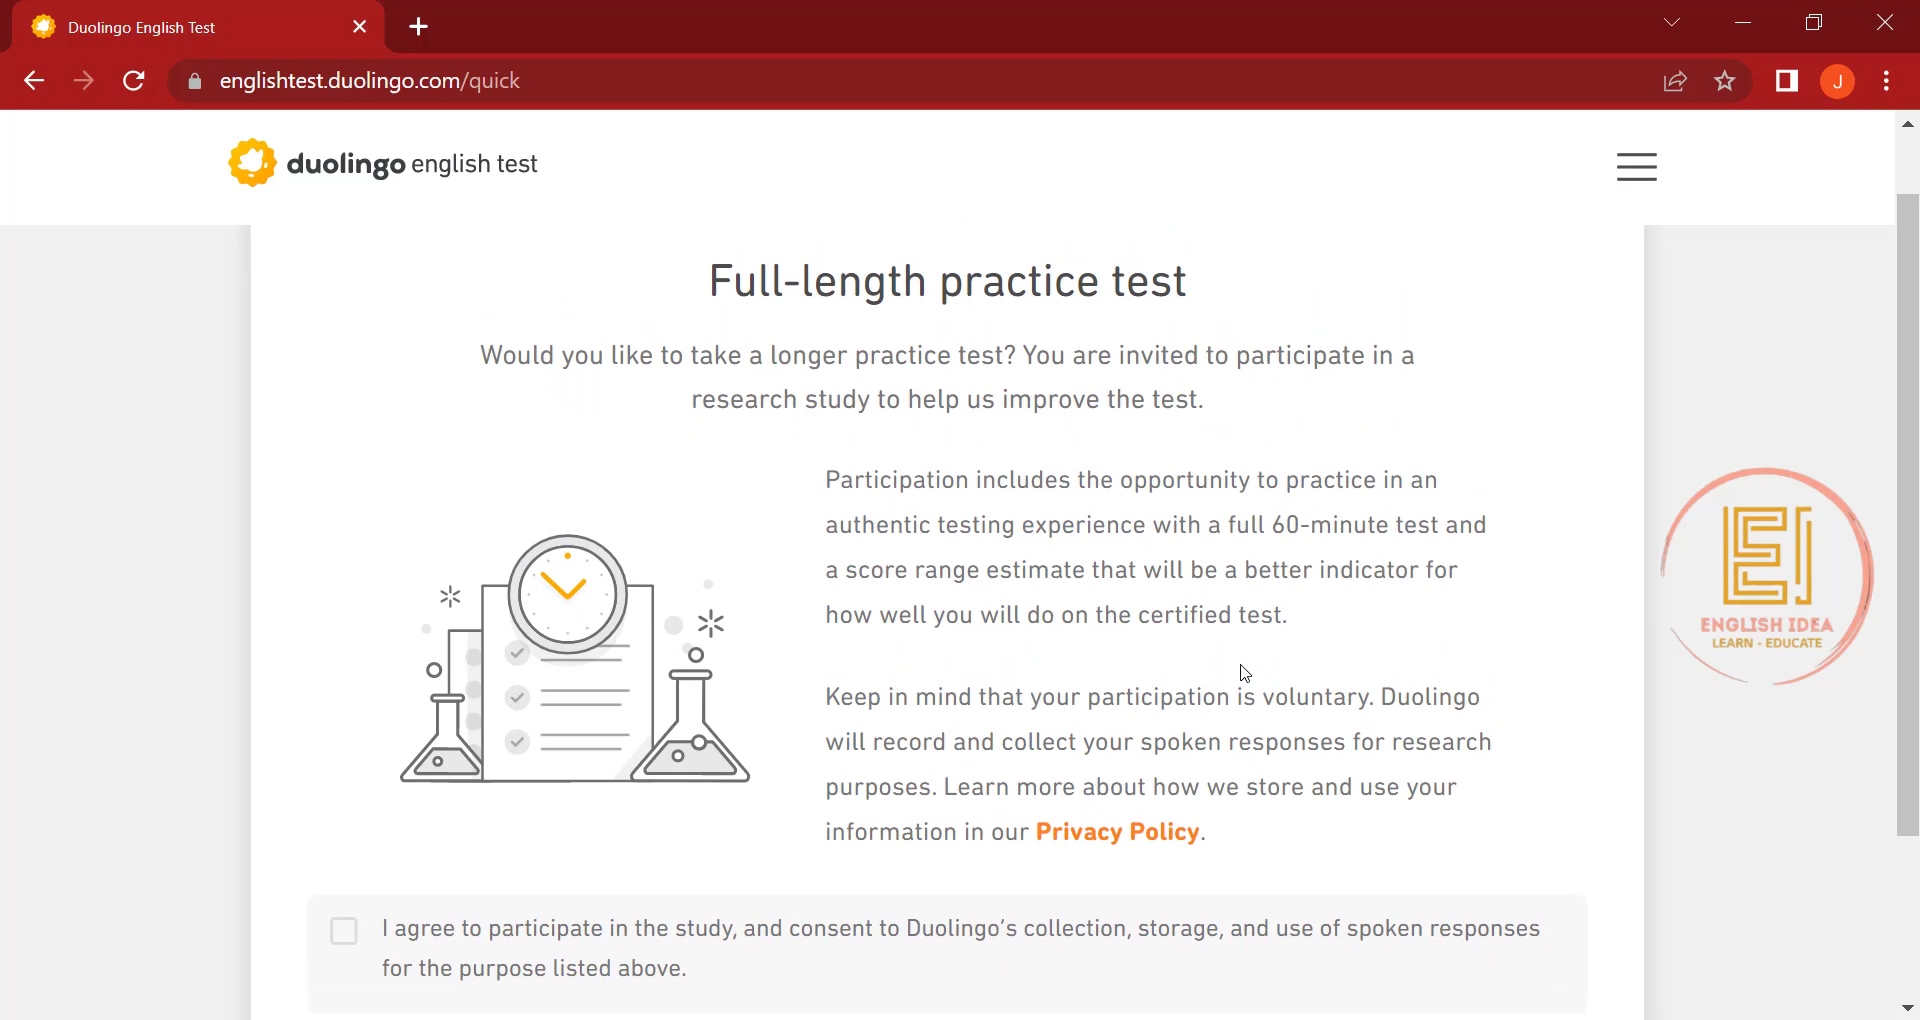 Duolingo English Test
englishtest.duolingo.com/quick
J
duolingo english test
Full-length practice test
Would you like to take a longer practice test? You are invited to participate in a
research study to help us improve the test.
Participation includes the opportunity to practice in an
authentic testing experience with a full 60-minute test and
a score range estimate that will be a better indicator for
how well you will do on the certified test.
Keep in mind that your participation is voluntary. Duolingo
will record and collect your spoken responses for research
purposes. Learn more about how we store and use your
information in our Privacy Policy.
I agree to participate in the study, and consent to Duolingo’s collection, storage, and use of spoken responses
for the purpose listed above.
EI
ENGLISH IDEA
LEARN - EDUCATE